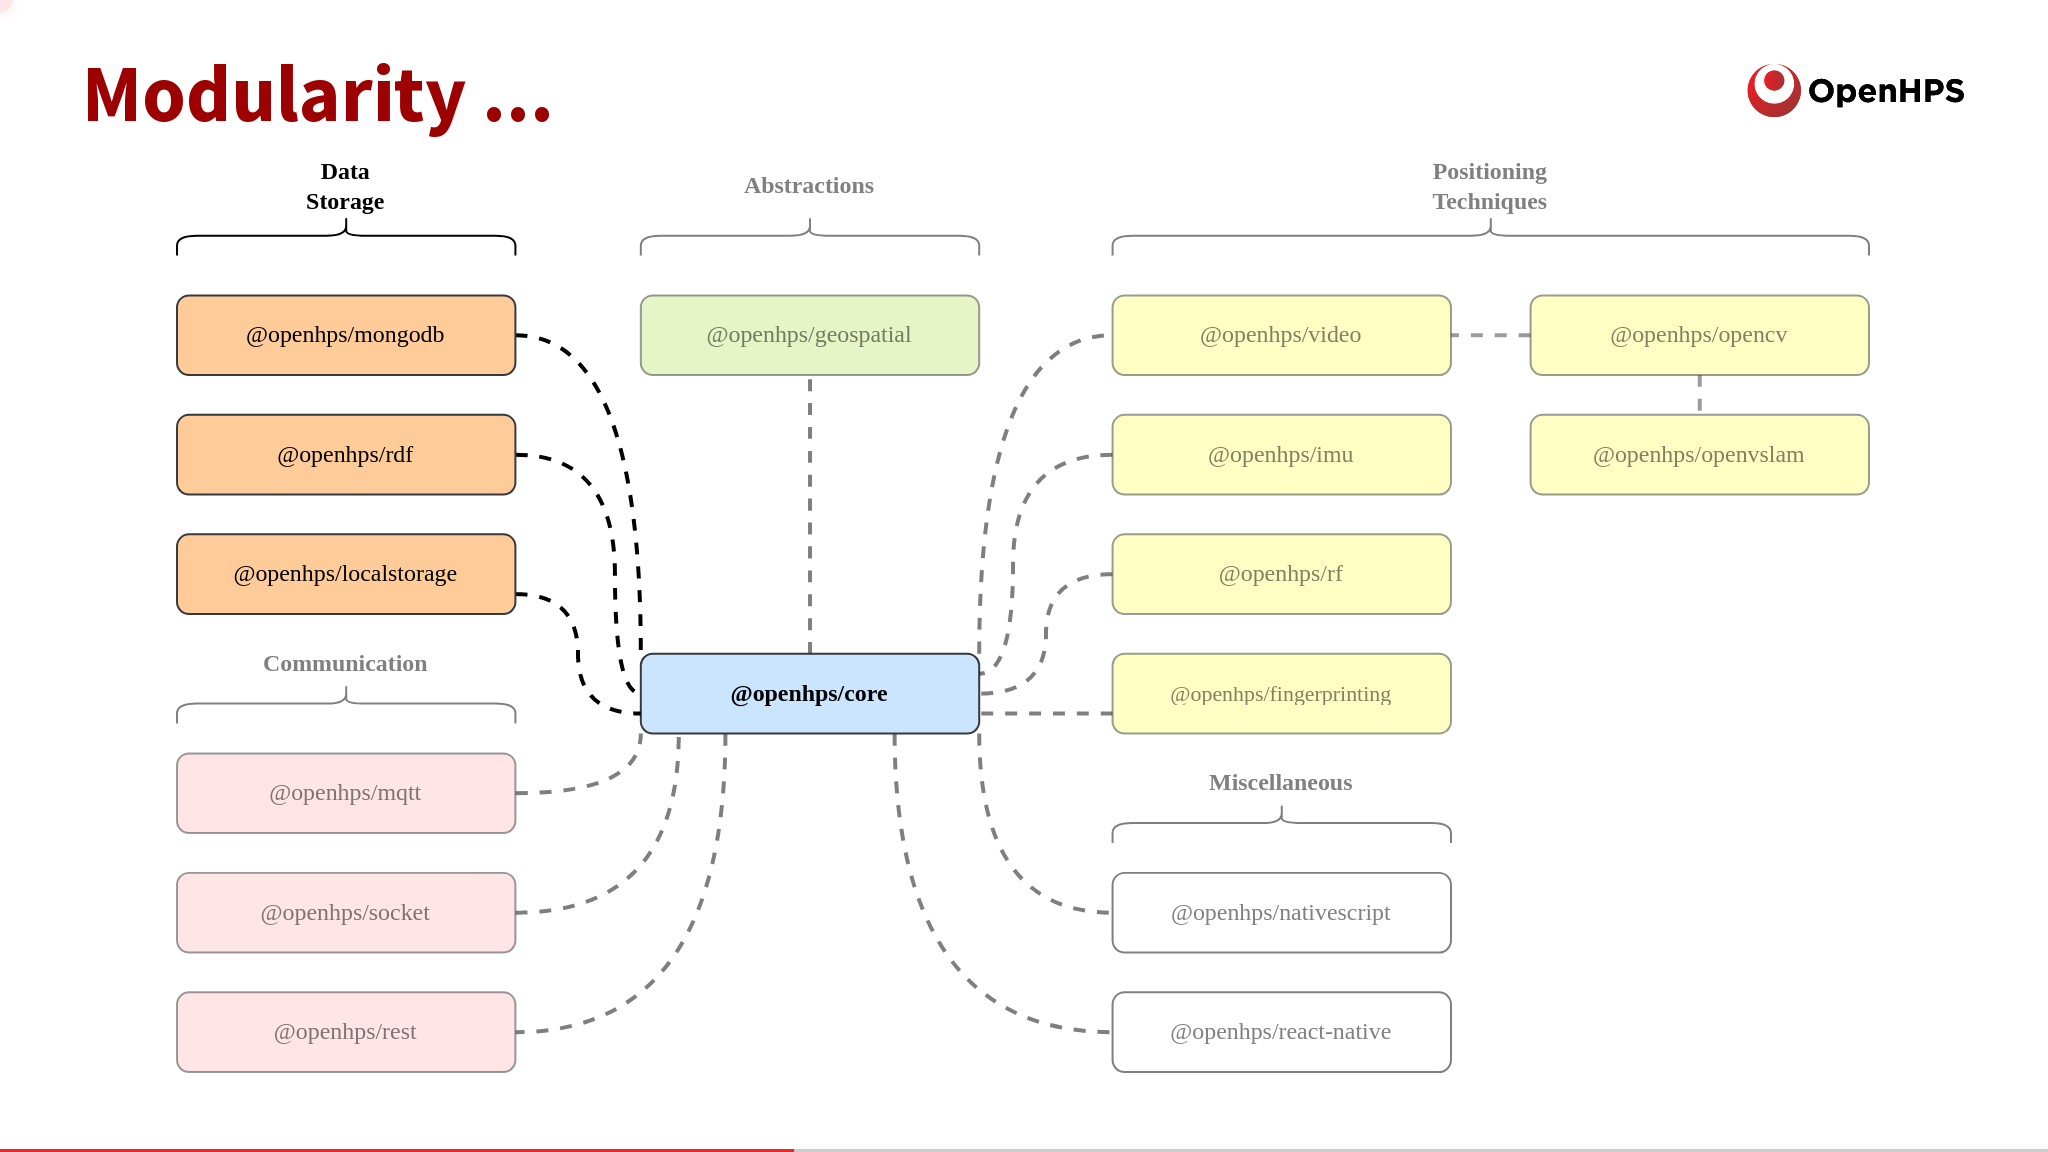 Modularity ...
OpenHPS
Data
Storage
@openhps/mongodb
@openhps/rdf
@openhps/localstorage
Communication
@openhps/mqtt
@openhps/socket
@openhps/rest
Abstractions
@openhps/geospatial
@openhps/core
Positioning
Techniques
@openhps/video
@openhps/opencv
@openhps/imu
@openhps/openvslam
@openhps/rf
@openhps/fingerprinting
Miscellaneous
@openhps/nativescript
@openhps/react-native